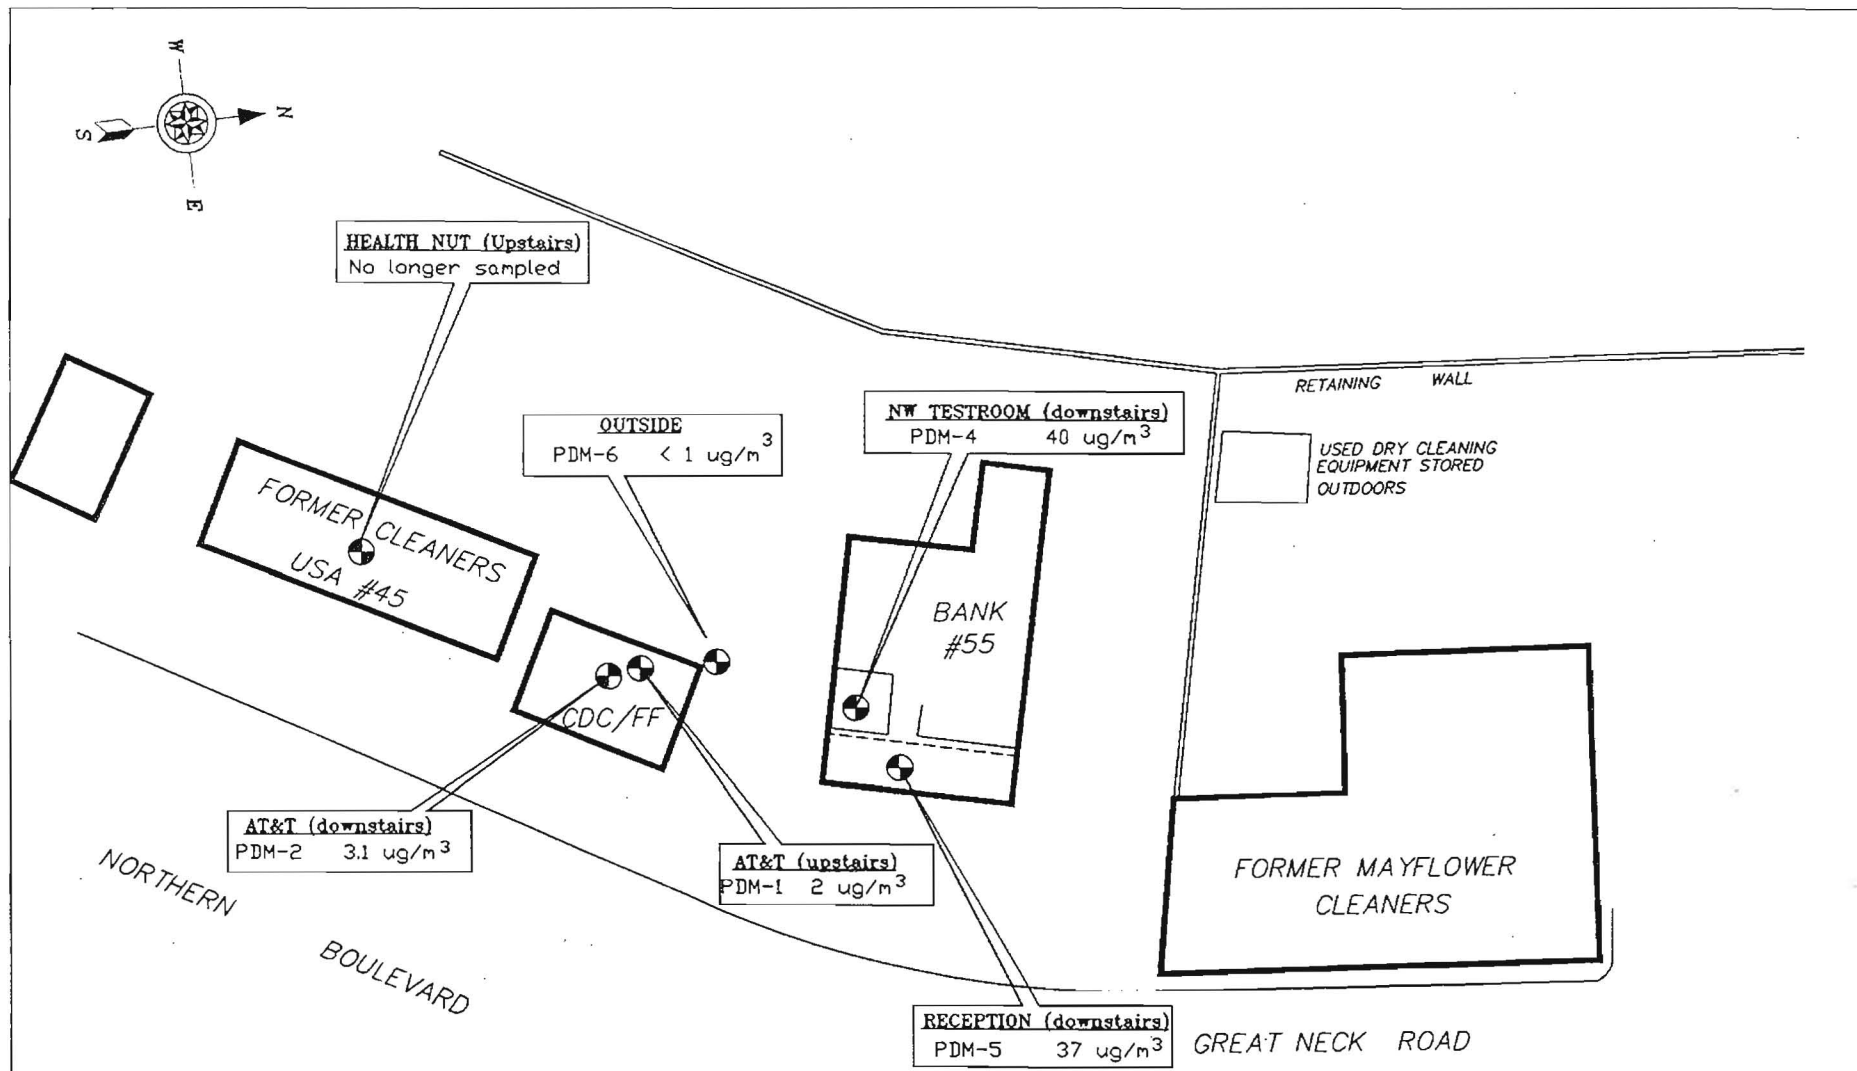 W
N
S
E
HEALTH NUT (Upstairs)
No longer sampled
OUTSIDE
PDM-6 < 1 ug/m³
NW TESTROOM (downstairs)
PDM-4 40 ug/m³
RETAINING WALL
USED DRY CLEANING
EQUIPMENT STORED
OUTDOORS
FORMER CLEANERS
USA #45
BANK
#55
CDC/FF
AT&T (downstairs)
PDM-2 3.1 ug/m³
AT&T (upstairs)
PDM-1 2 ug/m³
FORMER MAYFLOWER
CLEANERS
NORTHERN BOULEVARD
RECEPTION (downstairs)
PDM-5 37 ug/m³
GREAT NECK ROAD